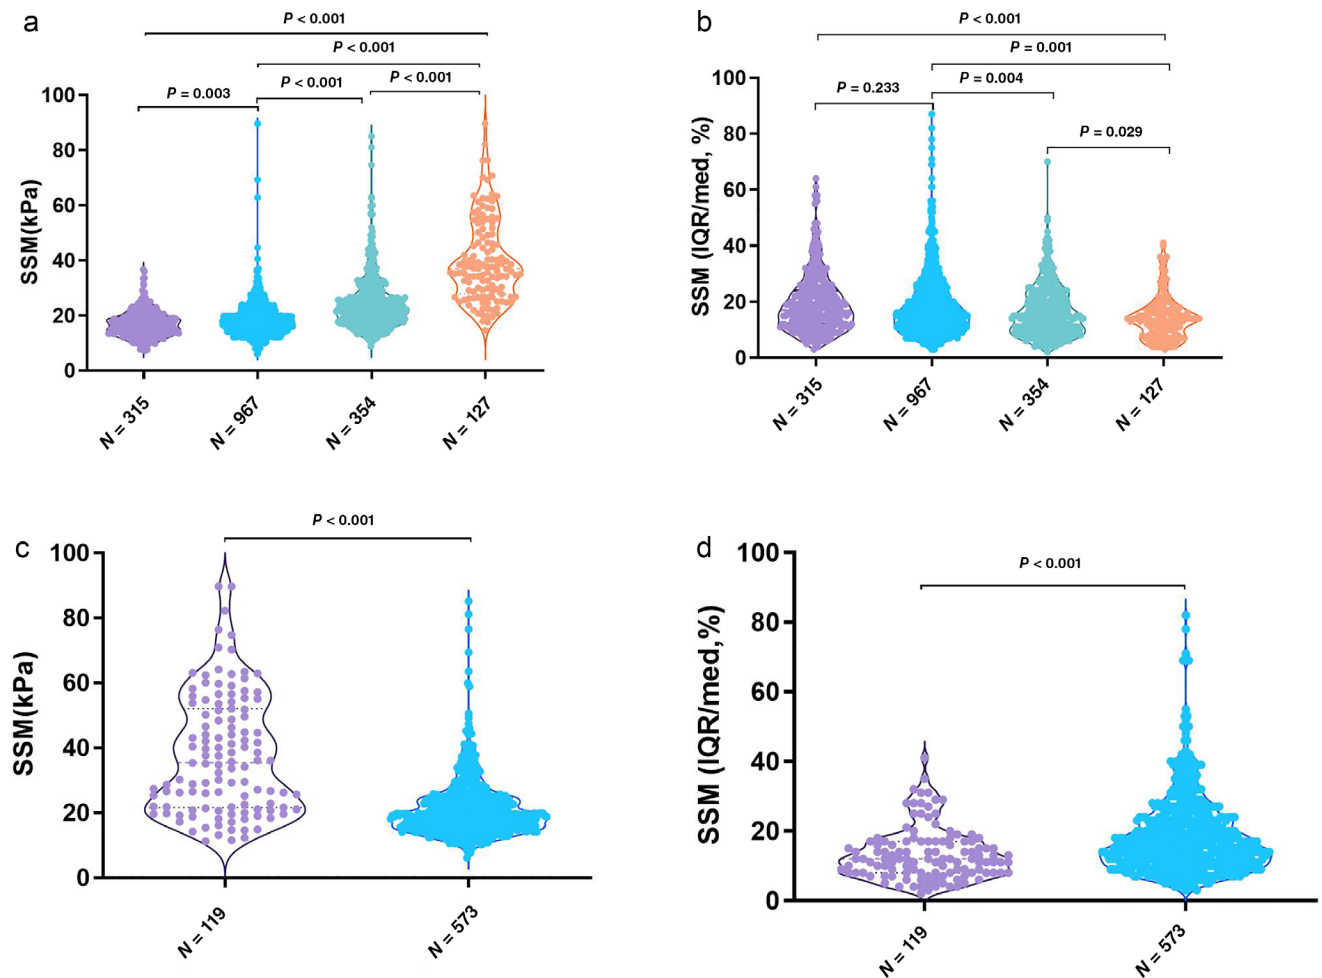 a
P < 0.001
P < 0.001
P < 0.001
P < 0.001
P = 0.003
SSM(kPa)
100
80
60
40
20
0
N = 315
N = 967
N = 354
N = 127
b
P < 0.001
P = 0.001
P = 0.004
P = 0.233
P = 0.029
SSM (IQR/med, %)
100
80
60
40
20
0
N = 315
N = 967
N = 354
N = 127
c
P < 0.001
SSM(kPa)
100
80
60
40
20
0
N = 119
N = 573
d
P < 0.001
SSM (IQR/med,%)
100
80
60
40
20
0
N = 119
N = 573